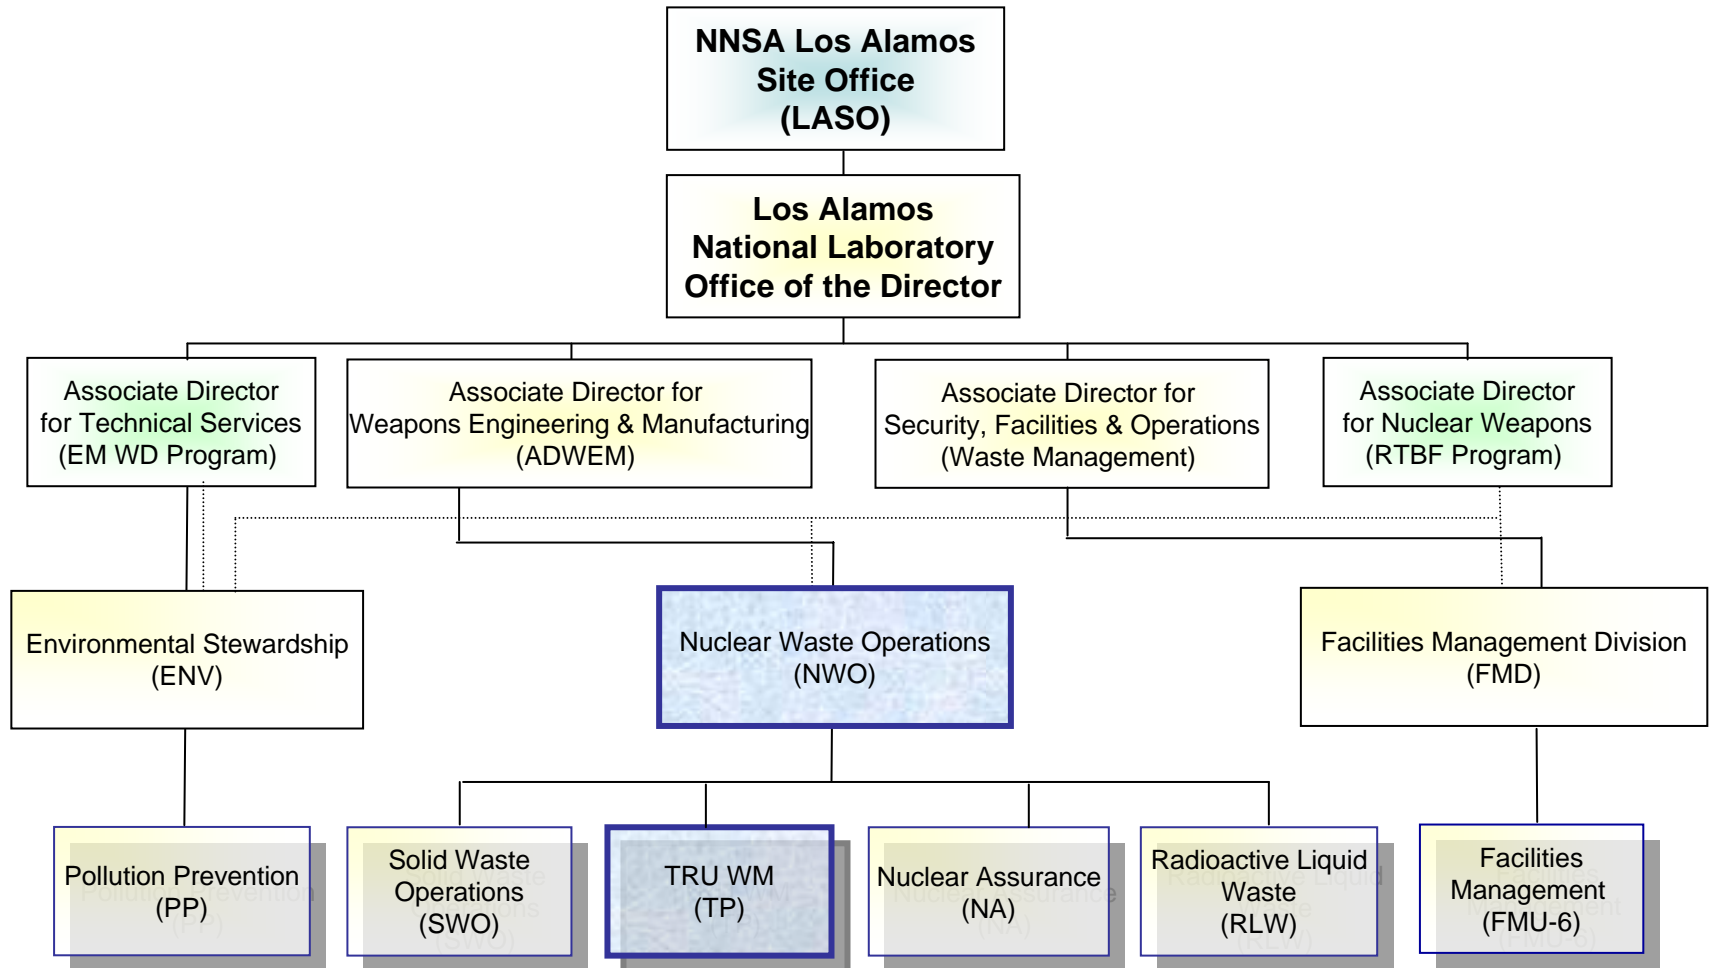 NNSA Los Alamos
Site Office
(LASO)
Los Alamos
National Laboratory
Office of the Director
Associate Director
for Technical Services
(EM WD Program)
Associate Director for
Weapons Engineering & Manufacturing
(ADWEM)
Associate Director for
Security, Facilities & Operations
(Waste Management)
Associate Director
for Nuclear Weapons
(RTBF Program)
Environmental Stewardship
(ENV)
Nuclear Waste Operations
(NWO)
Facilities Management Division
(FMD)
Pollution Prevention
(PP)
Solid Waste
Operations
(SWO)
TRU WM
(TP)
Nuclear Assurance
(NA)
Radioactive Liquid
Waste
(RLW)
Facilities
Management
(FMU-6)